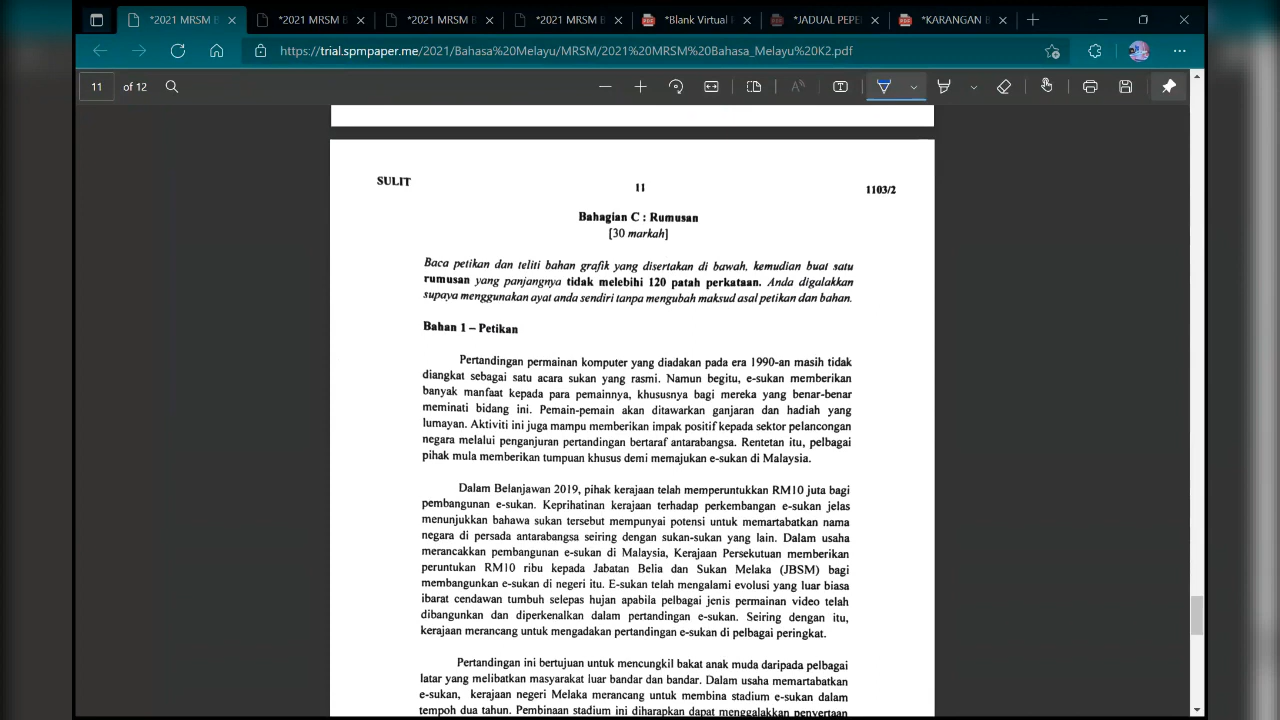 *2021 MRSM B
*2021 MRSM B
*2021 MRSM B
*2021 MRSM B
*Blank Virtual
*JADUAL PEPE
*KARANGAN B
https://trial.spmpaper.me/2021/Bahasa%20Melayu/MRSM/2021%20MRSM%20Bahasa_Melayu%20K2.pdf
11 of 12
SULIT
11
1103/2
Bahagian C : Rumusan
[30 markah]
Baca petikan dan teliti bahan grafik yang disertakan di bawah, kemudian buat satu
rumusan yang panjangnya tidak melebihi 120 patah perkataan. Anda digalakkan
supaya menggunakan ayat anda sendiri tanpa mengubah maksud asal petikan dan bahan.
Bahan 1 – Petikan
Pertandingan permainan komputer yang diadakan pada era 1990-an masih tidak
diangkat sebagai satu acara sukan yang rasmi. Namun begitu, e-sukan memberikan
banyak manfaat kepada para pemainnya, khususnya bagi mereka yang benar-benar
meminati bidang ini. Pemain-pemain akan ditawarkan ganjaran dan hadiah yang
lumayan. Aktiviti ini juga mampu memberikan impak positif kepada sektor pelancongan
negara melalui penganjuran pertandingan bertaraf antarabangsa. Rentetan itu, pelbagai
pihak mula memberikan tumpuan khusus demi memajukan e-sukan di Malaysia.
Dalam Belanjawan 2019, pihak kerajaan telah memperuntukkan RM10 juta bagi
pembangunan e-sukan. Keprihatinan kerajaan terhadap perkembangan e-sukan jelas
menunjukkan bahawa sukan tersebut mempunyai potensi untuk memartabatkan nama
negara di persada antarabangsa seiring dengan sukan-sukan yang lain. Dalam usaha
merancakkan pembangunan e-sukan di Malaysia, Kerajaan Persekutuan memberikan
peruntukan RM10 ribu kepada Jabatan Belia dan Sukan Melaka (JBSM) bagi
membangunkan e-sukan di negeri itu. E-sukan telah mengalami evolusi yang luar biasa
ibarat cendawan tumbuh selepas hujan apabila pelbagai jenis permainan video telah
dibangunkan dan diperkenalkan dalam pertandingan e-sukan. Seiring dengan itu,
kerajaan merancang untuk mengadakan pertandingan e-sukan di pelbagai peringkat.
Pertandingan ini bertujuan untuk mencungkil bakat anak muda daripada pelbagai
latar yang melibatkan masyarakat luar bandar dan bandar. Dalam usaha memartabatkan
e-sukan, kerajaan negeri Melaka merancang untuk membina stadium e-sukan dalam
tempoh dua tahun. Pembinaan stadium ini diharapkan dapat menggalakkan penyertaan